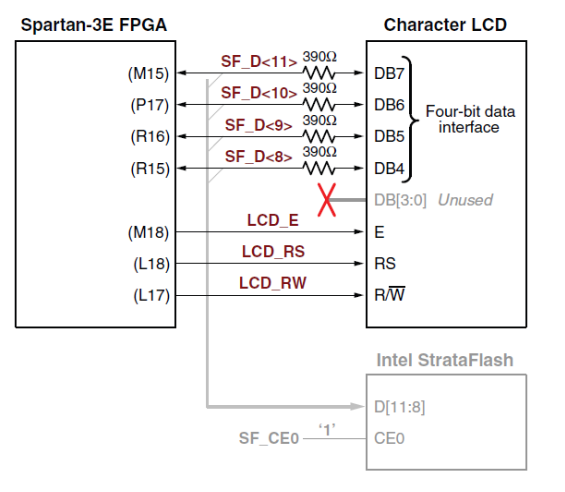 Spartan-3E FPGA
Character LCD
(M15) SF_D<11> 390Ω DB7
(P17) SF_D<10> 390Ω DB6
(R16) SF_D<9> 390Ω DB5
(R15) SF_D<8> 390Ω DB4
Four-bit data
interface
DB[3:0] Unused
(M18) LCD_E E
(L18) LCD_RS RS
(L17) LCD_RW R/W̅
Intel StrataFlash
D[11:8]
SF_CE0 ‘1’ CE0